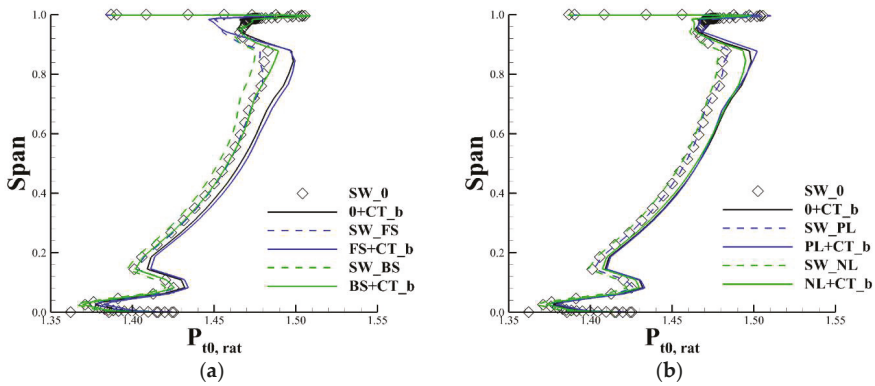 1.0
0.8
0.6
0.4
0.2
0.0
Span
1.35
1.40
1.45
1.50
1.55
P t0, rat
SW_0
0+CT_b
SW_FS
FS+CT_b
SW_BS
BS+CT_b
(a)
1.0
0.8
0.6
0.4
0.2
0.0
Span
1.35
1.40
1.45
1.50
1.55
P t0, rat
SW_0
0+CT_b
SW_PL
PL+CT_b
SW_NL
NL+CT_b
(b)